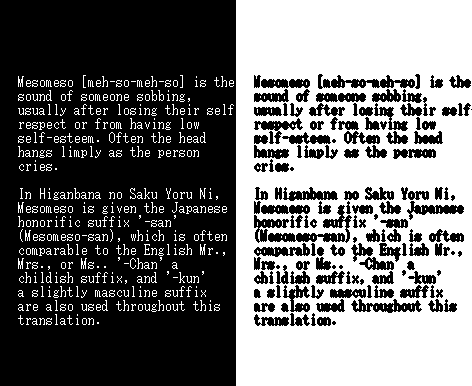 Mesomeso [meh-so-meh-so] is the
sound of someone sobbing,
usually after losing their self
respect or from having low
self-esteem. Often the head
hangs limply as the person
cries.
In Higanbana no Saku Yoru Ni,
Mesomeso is given the Japanese
honorific suffix '-san'
(Mesomeso-san), which is often
comparable to the English Mr.,
Mrs., or Ms.. '-Chan' a
childish suffix, and '-kun'
a slightly masculine suffix
are also used throughout this
translation.
Mesomeso [meh-so-meh-so] is the
sound of someone sobbing,
usually after losing their self
respect or from having low
self-esteem. Often the head
hangs limply as the person
cries.
In Higanbana no Saku Yoru Ni,
Mesomeso is given the Japanese
honorific suffix '-san'
(Mesomeso-san), which is often
comparable to the English Mr.,
Mrs., or Ms.. '-Chan' a
childish suffix, and '-kun'
a slightly masculine suffix
are also used throughout this
translation.